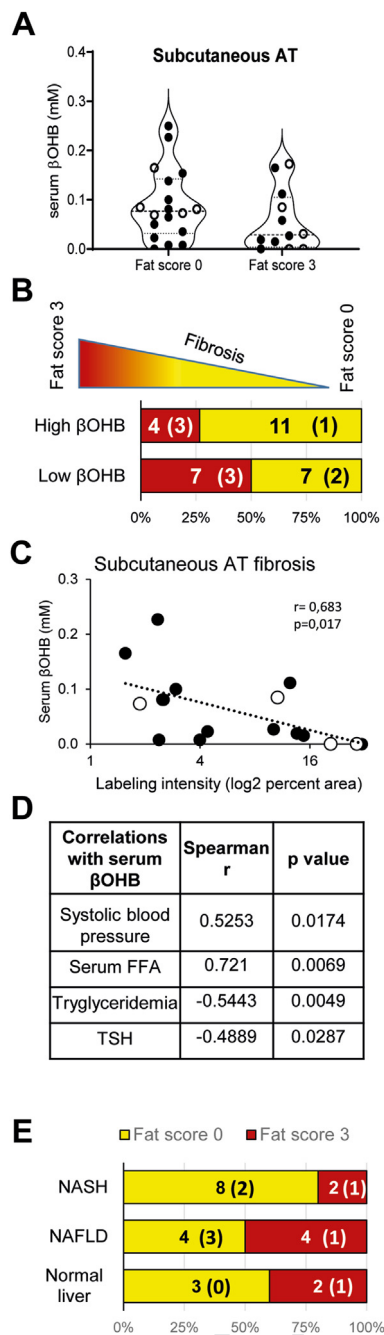 A
Subcutaneous AT
serum βOHB (mM)
0.4
0.3
0.2
0.1
0.0
Fat score 0 Fat score 3
B
Fat score 3
Fibrosis
Fat score 0
High βOHB 4 (3) 11 (1)
Low βOHB 7 (3) 7 (2)
0% 25% 50% 75% 100%
C
Subcutaneous AT fibrosis
Serum βOHB (mM)
0.3
0.2
0.1
0.0
r= 0,683
p=0,017
1 4 16
Labeling intensity (log2 percent area)
D
Correlations
with serum
βOHB
Spearman
r
p value
Systolic blood
pressure
0.5253 0.0174
Serum FFA 0.721 0.0069
Tryglyceridemia -0.5443 0.0049
TSH -0.4889 0.0287
E
Fat score 0 Fat score 3
NASH 8 (2) 2 (1)
NAFLD 4 (3) 4 (1)
Normal
liver
3 (0) 2 (1)
0% 25% 50% 75% 100%